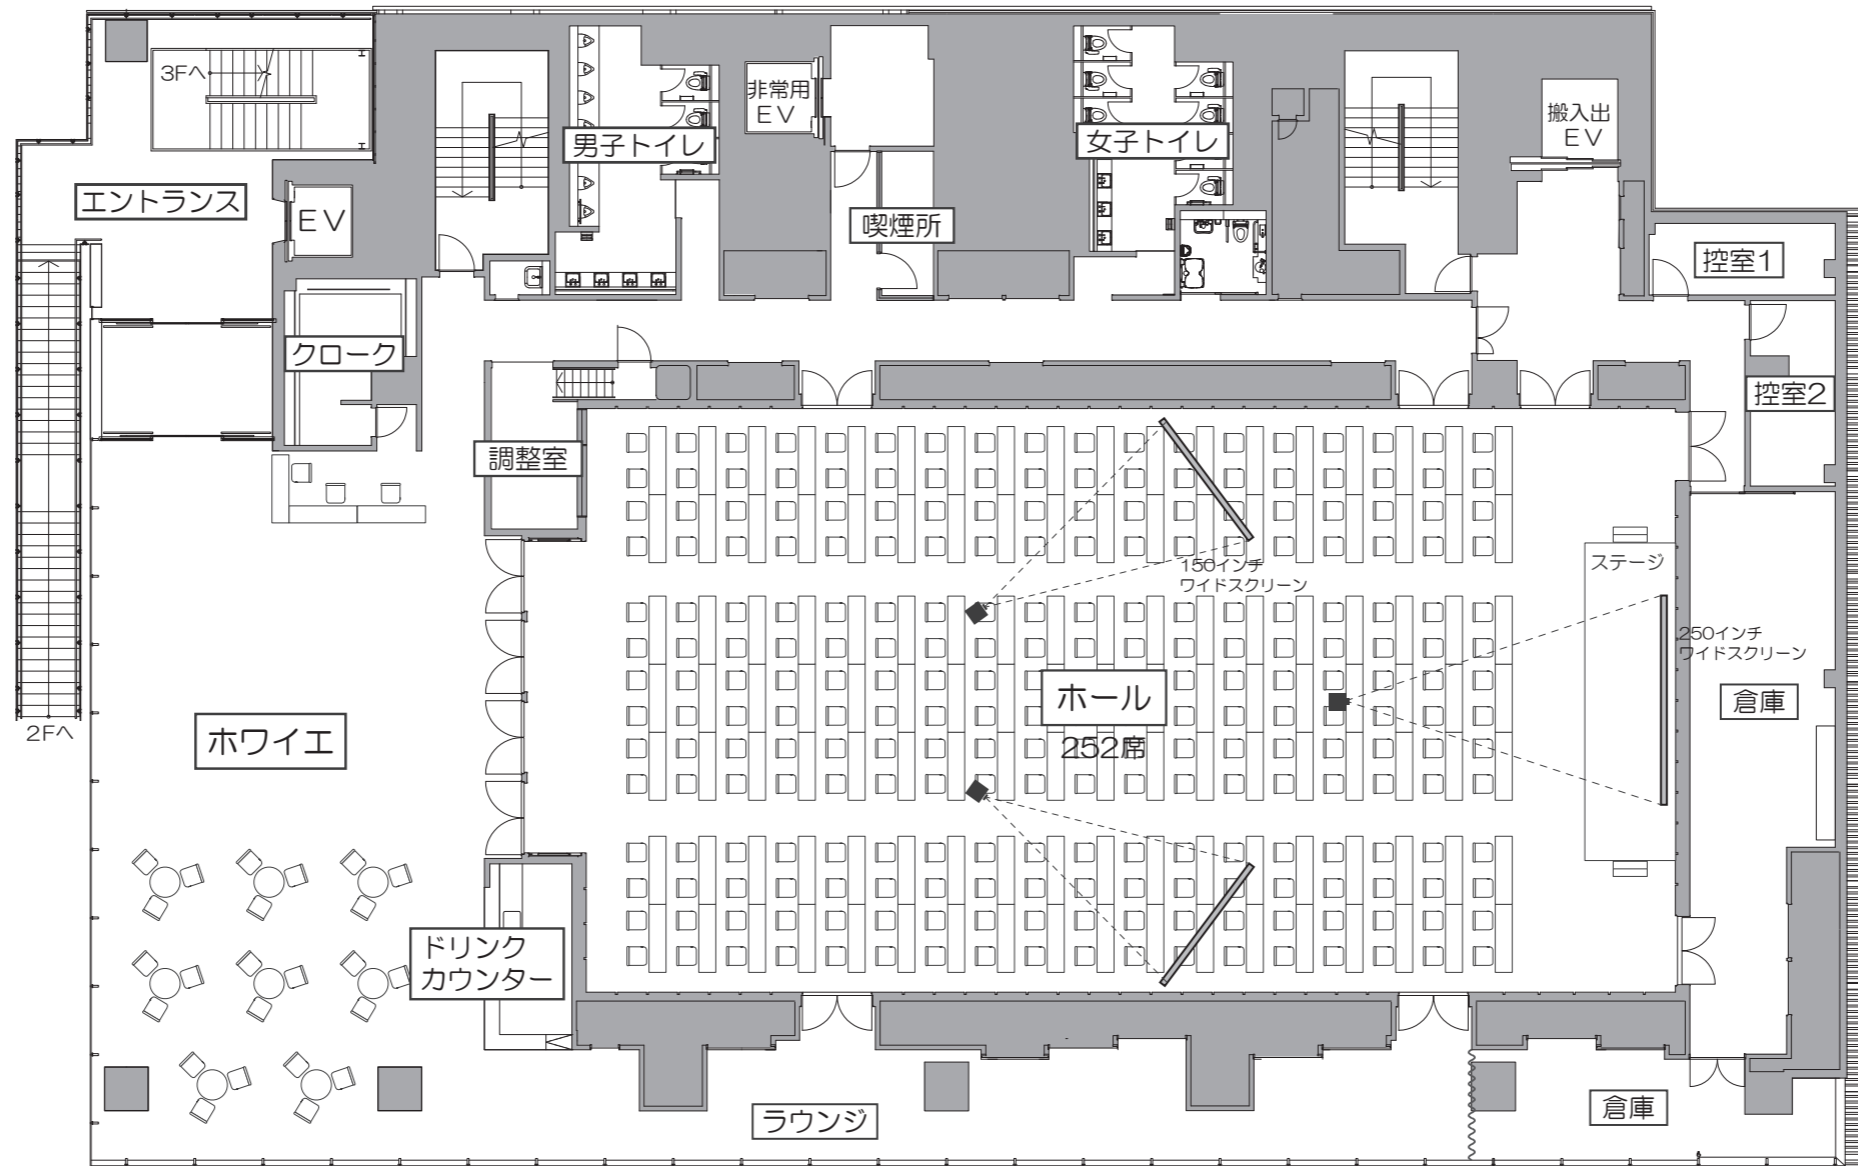 3Fへ
非常用
EV
搬入出
EV
男子トイレ
女子トイレ
エントランス
EV
喫煙所
控室1
クローク
控室2
調整室
150インチ
ワイドスクリーン
ステージ
250インチ
ワイドスクリーン
ホール
252席
倉庫
2Fへ
ホワイエ
ドリンク
カウンター
ラウンジ
倉庫